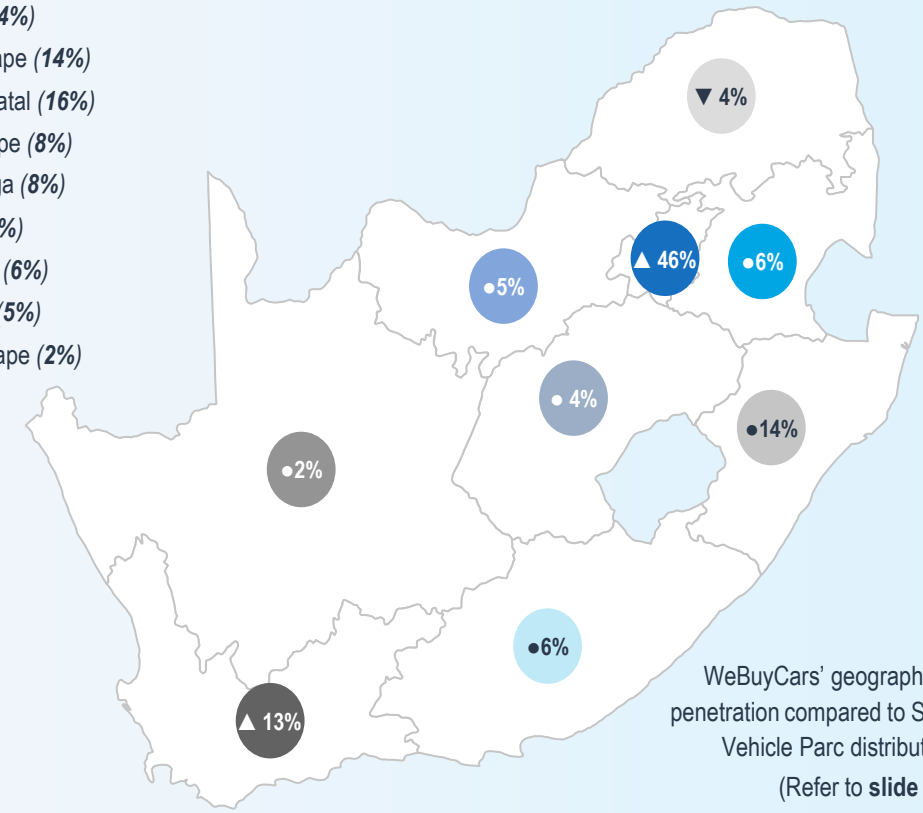 4%)
ape (14%)
atal (16%)
pe (8%)
ga (8%)
%)
(6%)
(5%)
ape (2%)
▼ 4%
●5%
▲ 46%
●6%
● 4%
●14%
●2%
●6%
▲ 13%
WeBuyCars' geograph
penetration compared to S
Vehicle Parc distribut
(Refer to slide